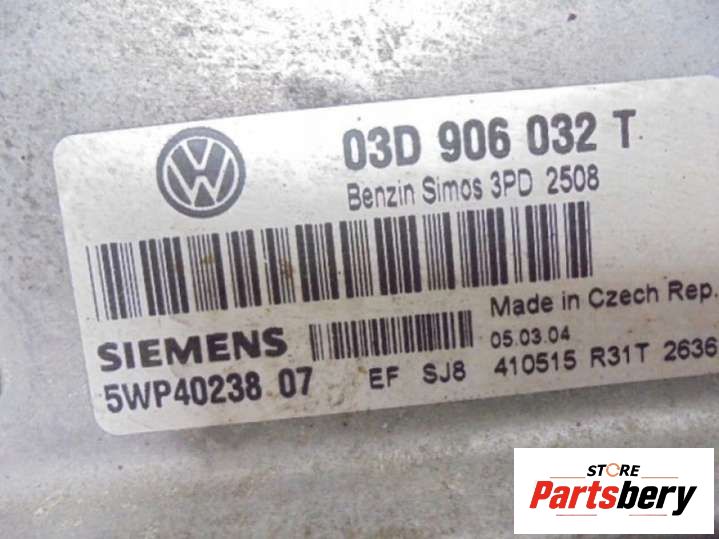 03D 906 032 T
Benzin Simos 3PD 2508
Made in Czech Rep.
SIEMENS
05.03.04
5WP40238 07
EF SJ8
410515 R31T 2636
STORE
Partsbery